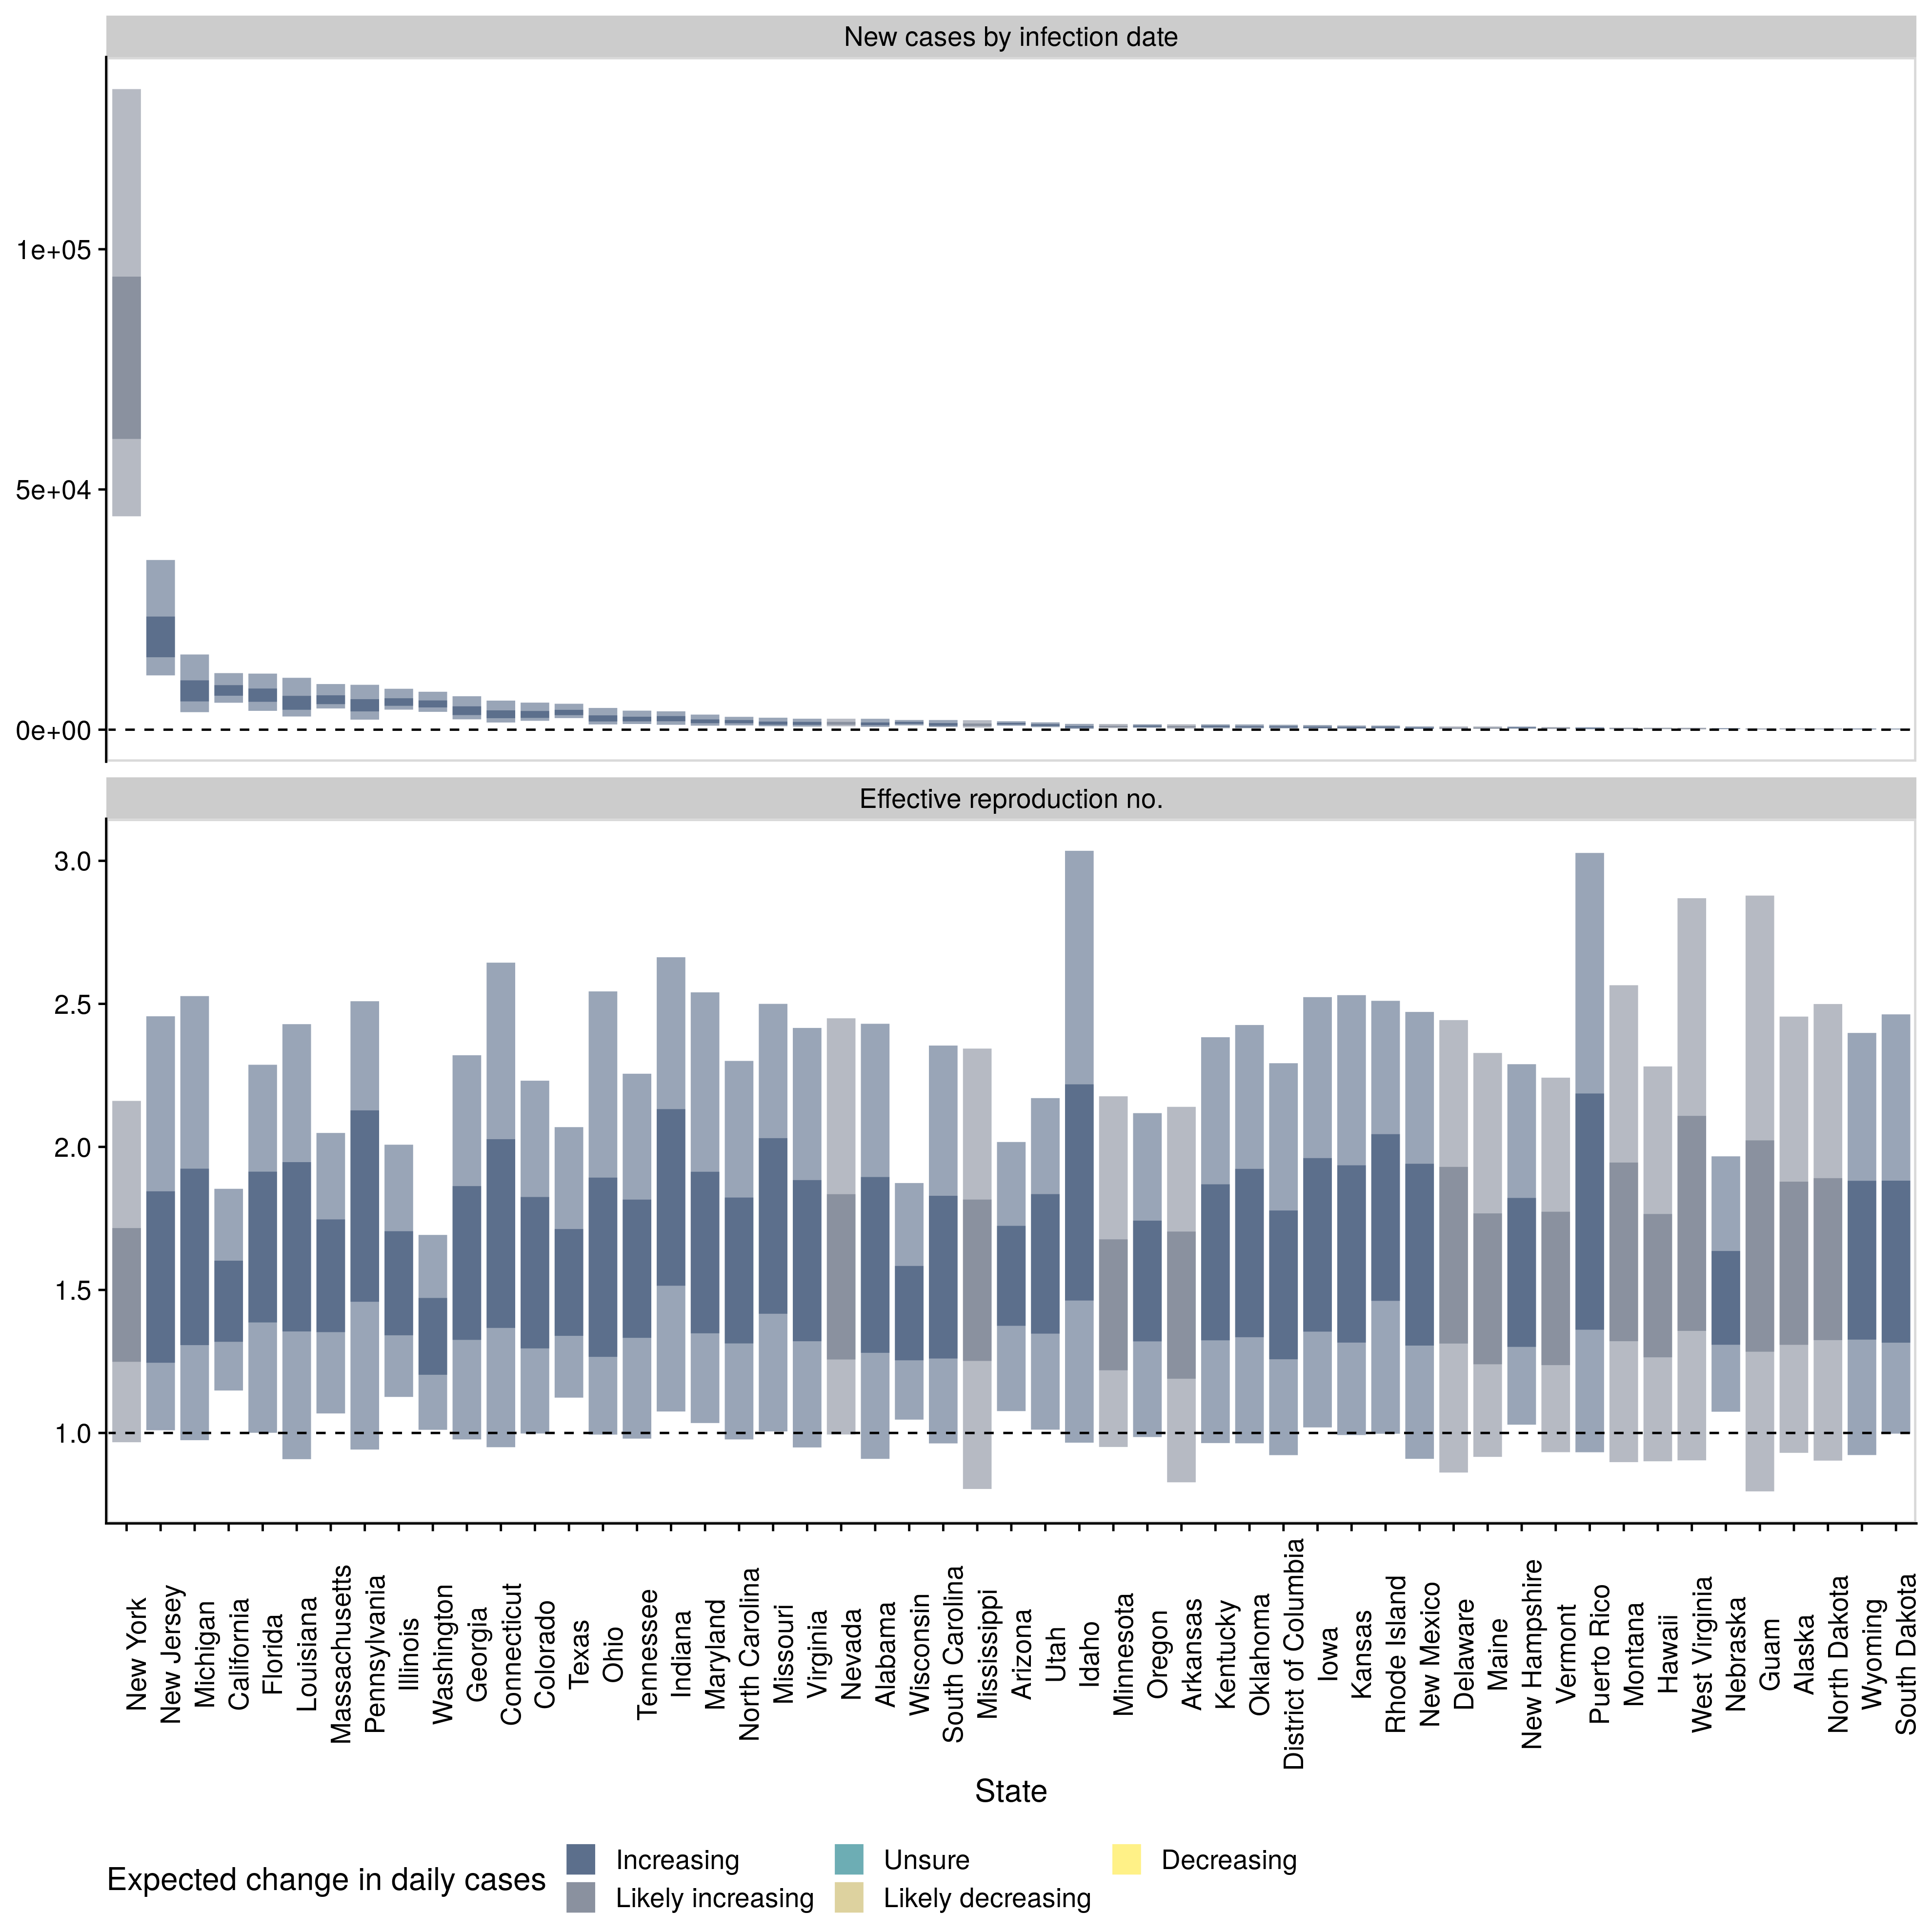 New cases by infection date
1e+05
5e+04
0e+00
Effective reproduction no.
3.0
2.5
2.0
1.5
1.0
New York
New Jersey
Michigan
California
Florida
Louisiana
Massachusetts
Pennsylvania
Illinois
Washington
Georgia
Connecticut
Colorado
Texas
Ohio
Tennessee
Indiana
Maryland
North Carolina
Missouri
Virginia
Nevada
Alabama
Wisconsin
South Carolina
Mississippi
Arizona
Utah
Idaho
Minnesota
Oregon
Arkansas
Kentucky
Oklahoma
District of Columbia
Iowa
Kansas
Rhode Island
New Mexico
Delaware
Maine
New Hampshire
Vermont
Puerto Rico
Montana
Hawaii
West Virginia
Nebraska
Guam
Alaska
North Dakota
Wyoming
South Dakota
State
Expected change in daily cases
Increasing
Unsure
Decreasing
Likely increasing
Likely decreasing